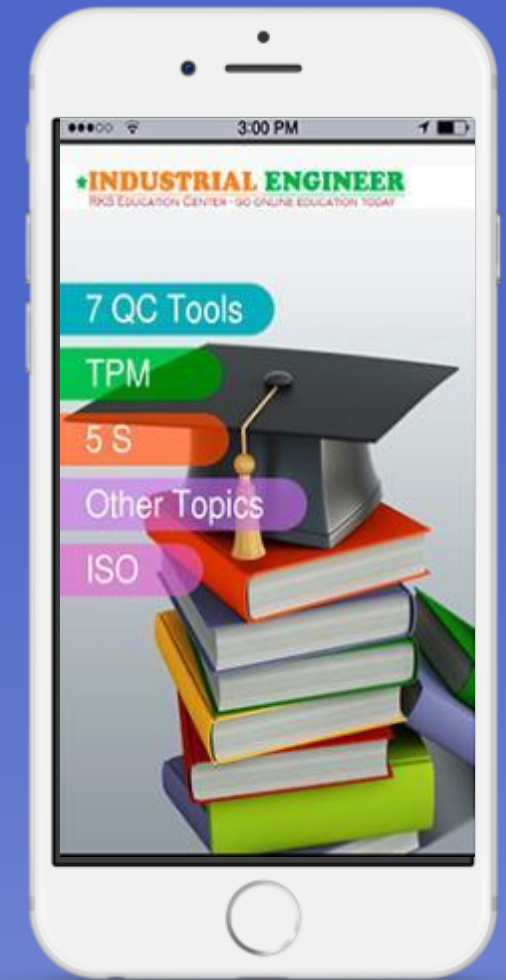 3:00 PM
INDUSTRIAL ENGINEER
RKS EDUCATION CENTER - GO ONLINE EDUCATION TODAY
7 QC Tools
TPM
5 S
Other Topics
ISO